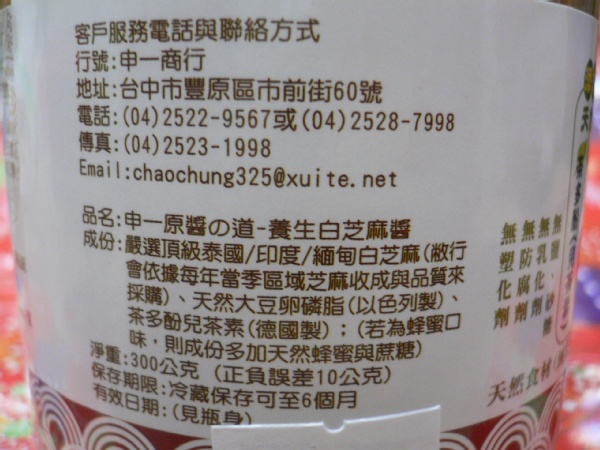 客戶服務電話與聯絡方式
行號:申一商行
地址:台中市豐原區市前街60號
電話:(04)2522-9567或(04)2528-7998
傳真:(04)2523-1998
Email:chaochung325@xuite.net
品名:申一原醬の道-養生白芝麻醬
成份:嚴選頂級泰國/印度/緬甸白芝麻(敝行
會依據每年當季區域芝麻收成與品質來
採購)、天然大豆卵磷脂(以色列製)、
茶多酚兒茶素(德國製);(若為蜂蜜口
味,則成份多加天然蜂蜜與蔗糖)
淨重:300公克 (正負誤差10公克)
保存期限:冷藏保存可至6個月
有效日期:(見瓶身)
天
茶多酚
無鹽、砂糖
無乳化劑
無防腐劑
無塑化劑
天然食材